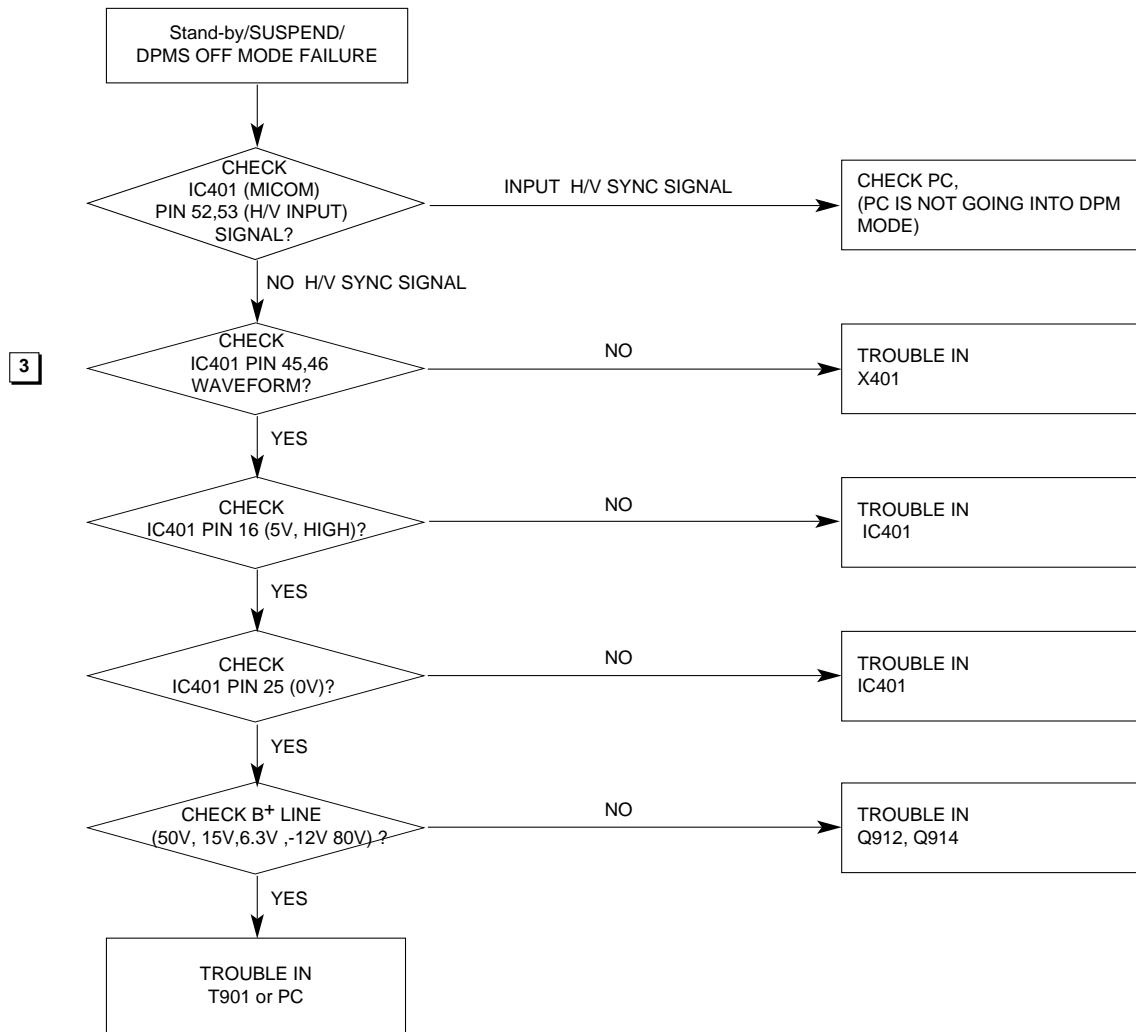 Stand-by/SUSPEND/
DPMS OFF MODE FAILURE
CHECK
IC401 (MICOM)
PIN 52,53 (H/V INPUT)
SIGNAL?
INPUT H/V SYNC SIGNAL
CHECK PC,
(PC IS NOT GOING INTO DPM
MODE)
NO H/V SYNC SIGNAL
3
CHECK
IC401 PIN 45,46
WAVEFORM?
NO
TROUBLE IN
X401
YES
CHECK
IC401 PIN 16 (5V, HIGH)?
NO
TROUBLE IN
IC401
YES
CHECK
IC401 PIN 25 (0V)?
NO
TROUBLE IN
IC401
YES
CHECK B+ LINE
(50V, 15V,6.3V ,-12V 80V) ?
NO
TROUBLE IN
Q912, Q914
YES
TROUBLE IN
T901 or PC